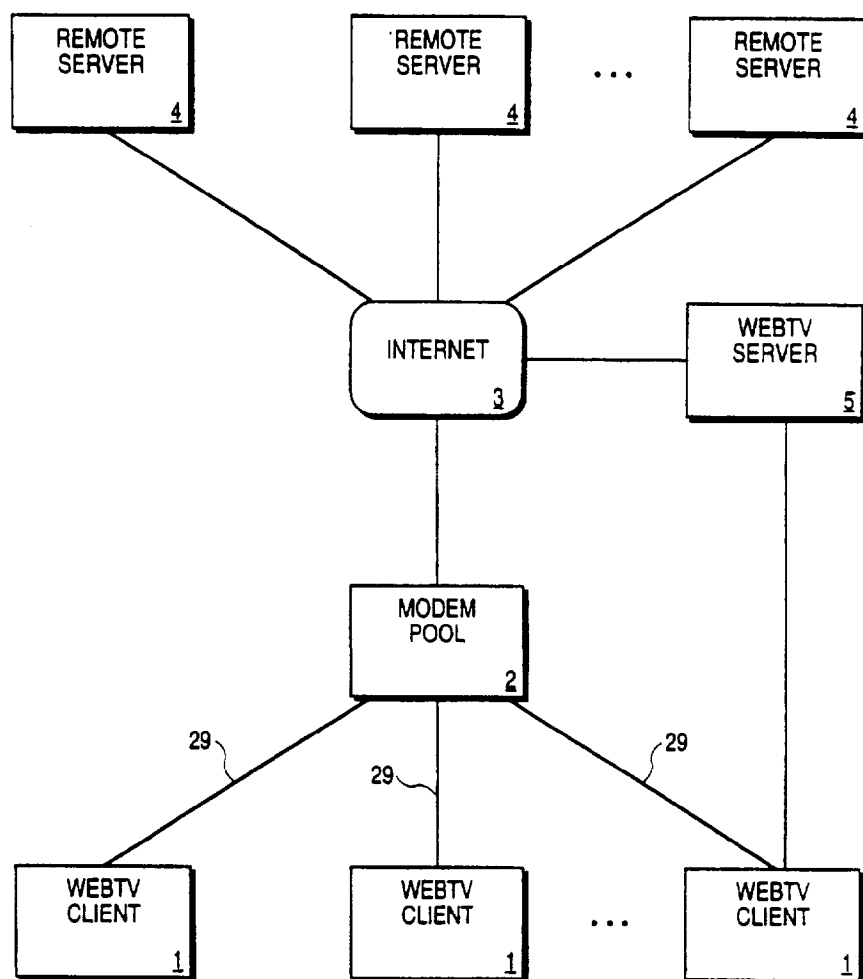 REMOTE
SERVER
4
REMOTE
SERVER
4
...
REMOTE
SERVER
4
INTERNET
3
WEBTV
SERVER
5
MODEM
POOL
2
29
29
29
WEBTV
CLIENT
1
WEBTV
CLIENT
1
...
WEBTV
CLIENT
1